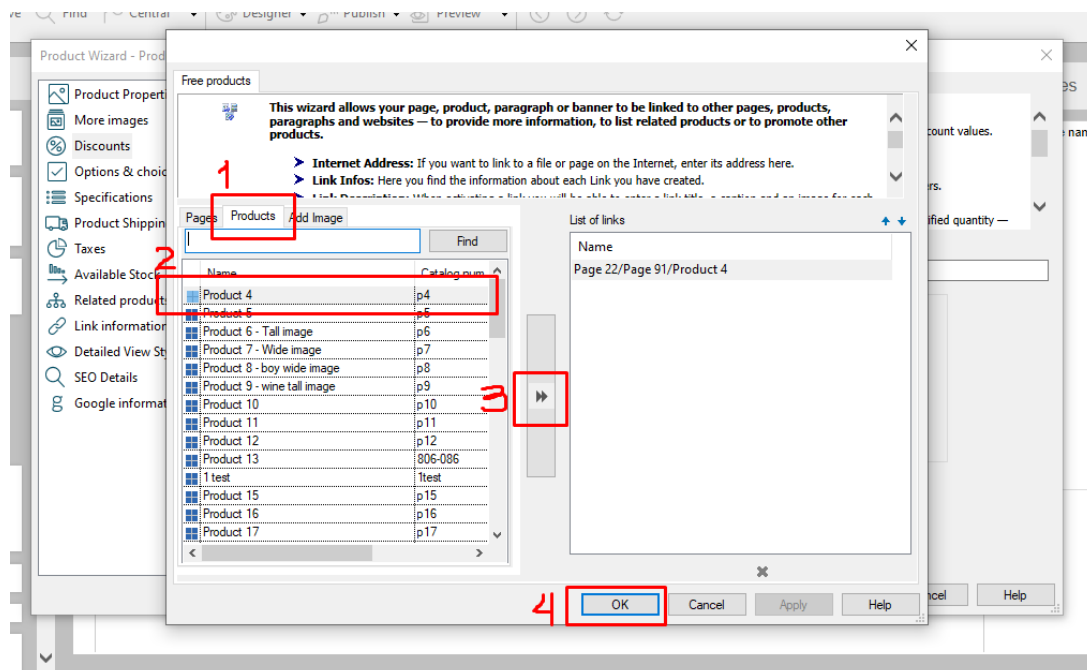 Find
Central
Designer
Publish
Preview
Product Wizard - Prod
Free products
This wizard allows your page, product, paragraph or banner to be linked to other pages, products,
paragraphs and websites — to provide more information, to list related products or to promote other
products.
➤ Internet Address: If you want to link to a file or page on the Internet, enter its address here.
➤ Link Infos: Here you find the information about each Link you have created.
Product Propert
More images
Discounts
Options & choic
Specifications
Product Shippin
Taxes
Available Stock
Related product
Link information
Detailed View St
SEO Details
Google informat
1
Pages
Products
Add Image
Find
2
Name
Catalog num
Product 4
p4
Product 5
p5
Product 6 - Tall image
p6
Product 7 - Wide image
p7
Product 8 - boy wide image
p8
Product 9 - wine tall image
p9
Product 10
p10
Product 11
p11
Product 12
p12
Product 13
806-086
1 test
1test
Product 15
p15
Product 16
p16
Product 17
p17
3
List of links
Name
Page 22/Page 91/Product 4
4
OK
Cancel
Apply
Help
count values.
rs.
ified quantity —
ncel
Help
es
nan